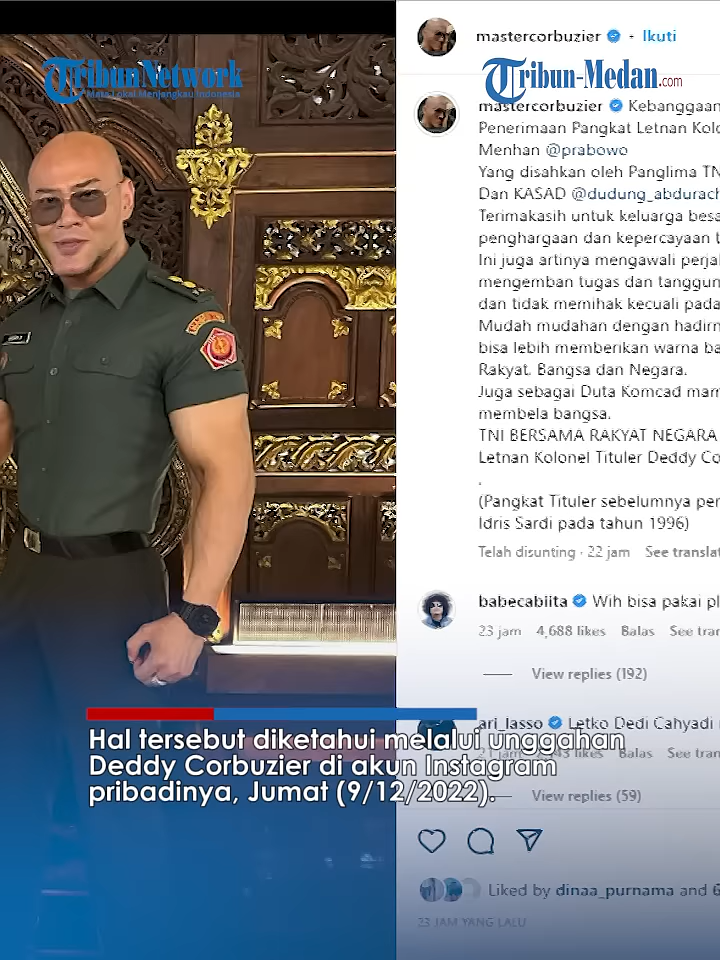 TribunNetwork
Mata Lokal Menjangkau Indonesia
mastercorbuzier • Ikuti
Tribun-Medan.com
mastercorbuzier Kebanggaan
Penerimaan Pangkat Letnan Kolo
Menhan @prabowo
Yang disahkan oleh Panglima TN
Dan KASAD @dudung_abdurach
Terimakasih untuk keluarga besa
penghargaan dan kepercayaan t
Ini juga artinya mengawali perjal
mengemban tugas dan tanggun
dan tidak memihak kecuali pada
Mudah mudahan dengan hadirn
bisa lebih memberikan warna ba
Rakyat. Bangsa dan Negara.
Juga sebagai Duta Komcad mam
membela bangsa.
TNI BERSAMA RAKYAT NEGARA
Letnan Kolonel Tituler Deddy Co
.
(Pangkat Tituler sebelumnya per
Idris Sardi pada tahun 1996)
Telah disunting · 22 jam See translat
babecabiita Wih bisa pakai pl
23 jam 4,688 likes Balas See tran
View replies (192)
ari_lasso Letko Dedi Cahyadi
21 jam likes Balas See tran
View replies (59)
Hal tersebut diketahui melalui unggahan
Deddy Corbuzier di akun Instagram
pribadinya, Jumat (9/12/2022).
Liked by dinaa_purnama and
23 JAM YANG LALU